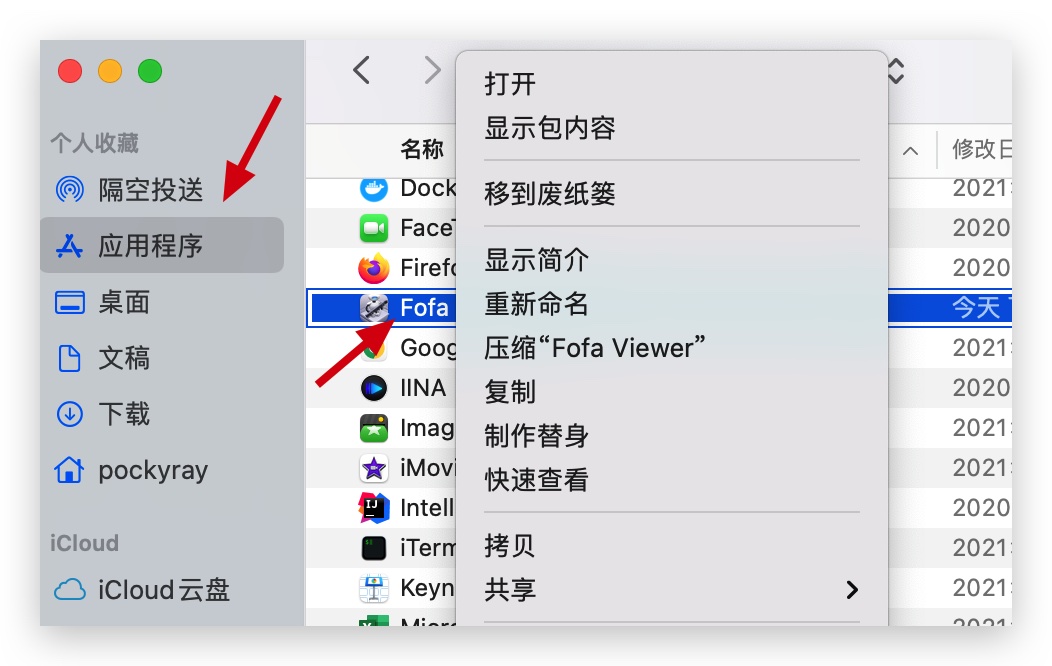 个人收藏
隔空投送
应用程序
桌面
文稿
下载
pockyray
iCloud
iCloud云盘
名称
修改日
Dock
2021
FaceT
2020
Firefo
2020
Fofa
今天
Goog
2021
IINA
2020
Imag
2021
iMovi
2021
Intell
2020
iTerm
2021
Keyn
2021
打开
显示包内容
移到废纸篓
显示简介
重新命名
压缩“Fofa Viewer”
复制
制作替身
快速查看
拷贝
共享